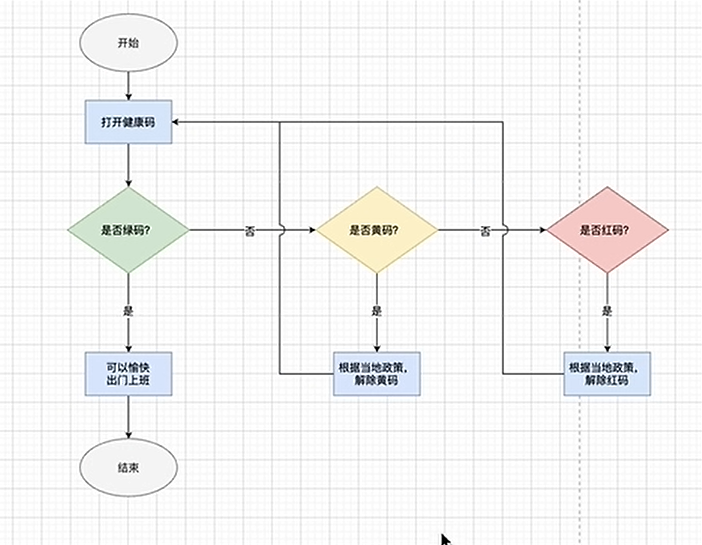 开始
打开健康码
是否绿码?
否
是否黄码?
否
是否红码?
是
是
是
可以愉快
出门上班
根据当地政策，
解除黄码
根据当地政策，
解除红码
结束